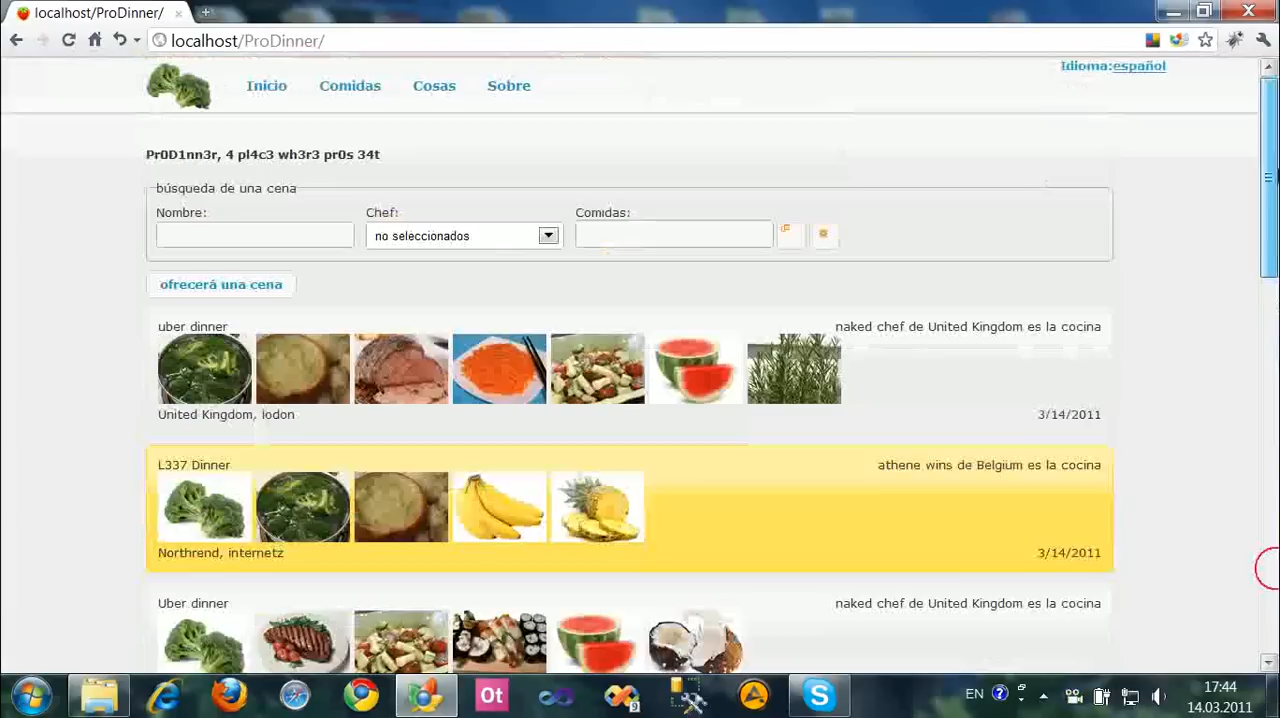 localhost/ProDinner/
localhost/ProDinner/
Idioma:español
Inicio Comidas Cosas Sobre
Pr0D1nn3r, 4 pl4c3 wh3r3 pr0s 34t
búsqueda de una cena
Nombre: Chef: Comidas:
no seleccionados
ofrecerá una cena
uber dinner naked chef de United Kingdom es la cocina
United Kingdom, lodon 3/14/2011
L337 Dinner athene wins de Belgium es la cocina
Northrend, internetz 3/14/2011
Uber dinner naked chef de United Kingdom es la cocina
Ot 9 EN 17:44
14.03.2011